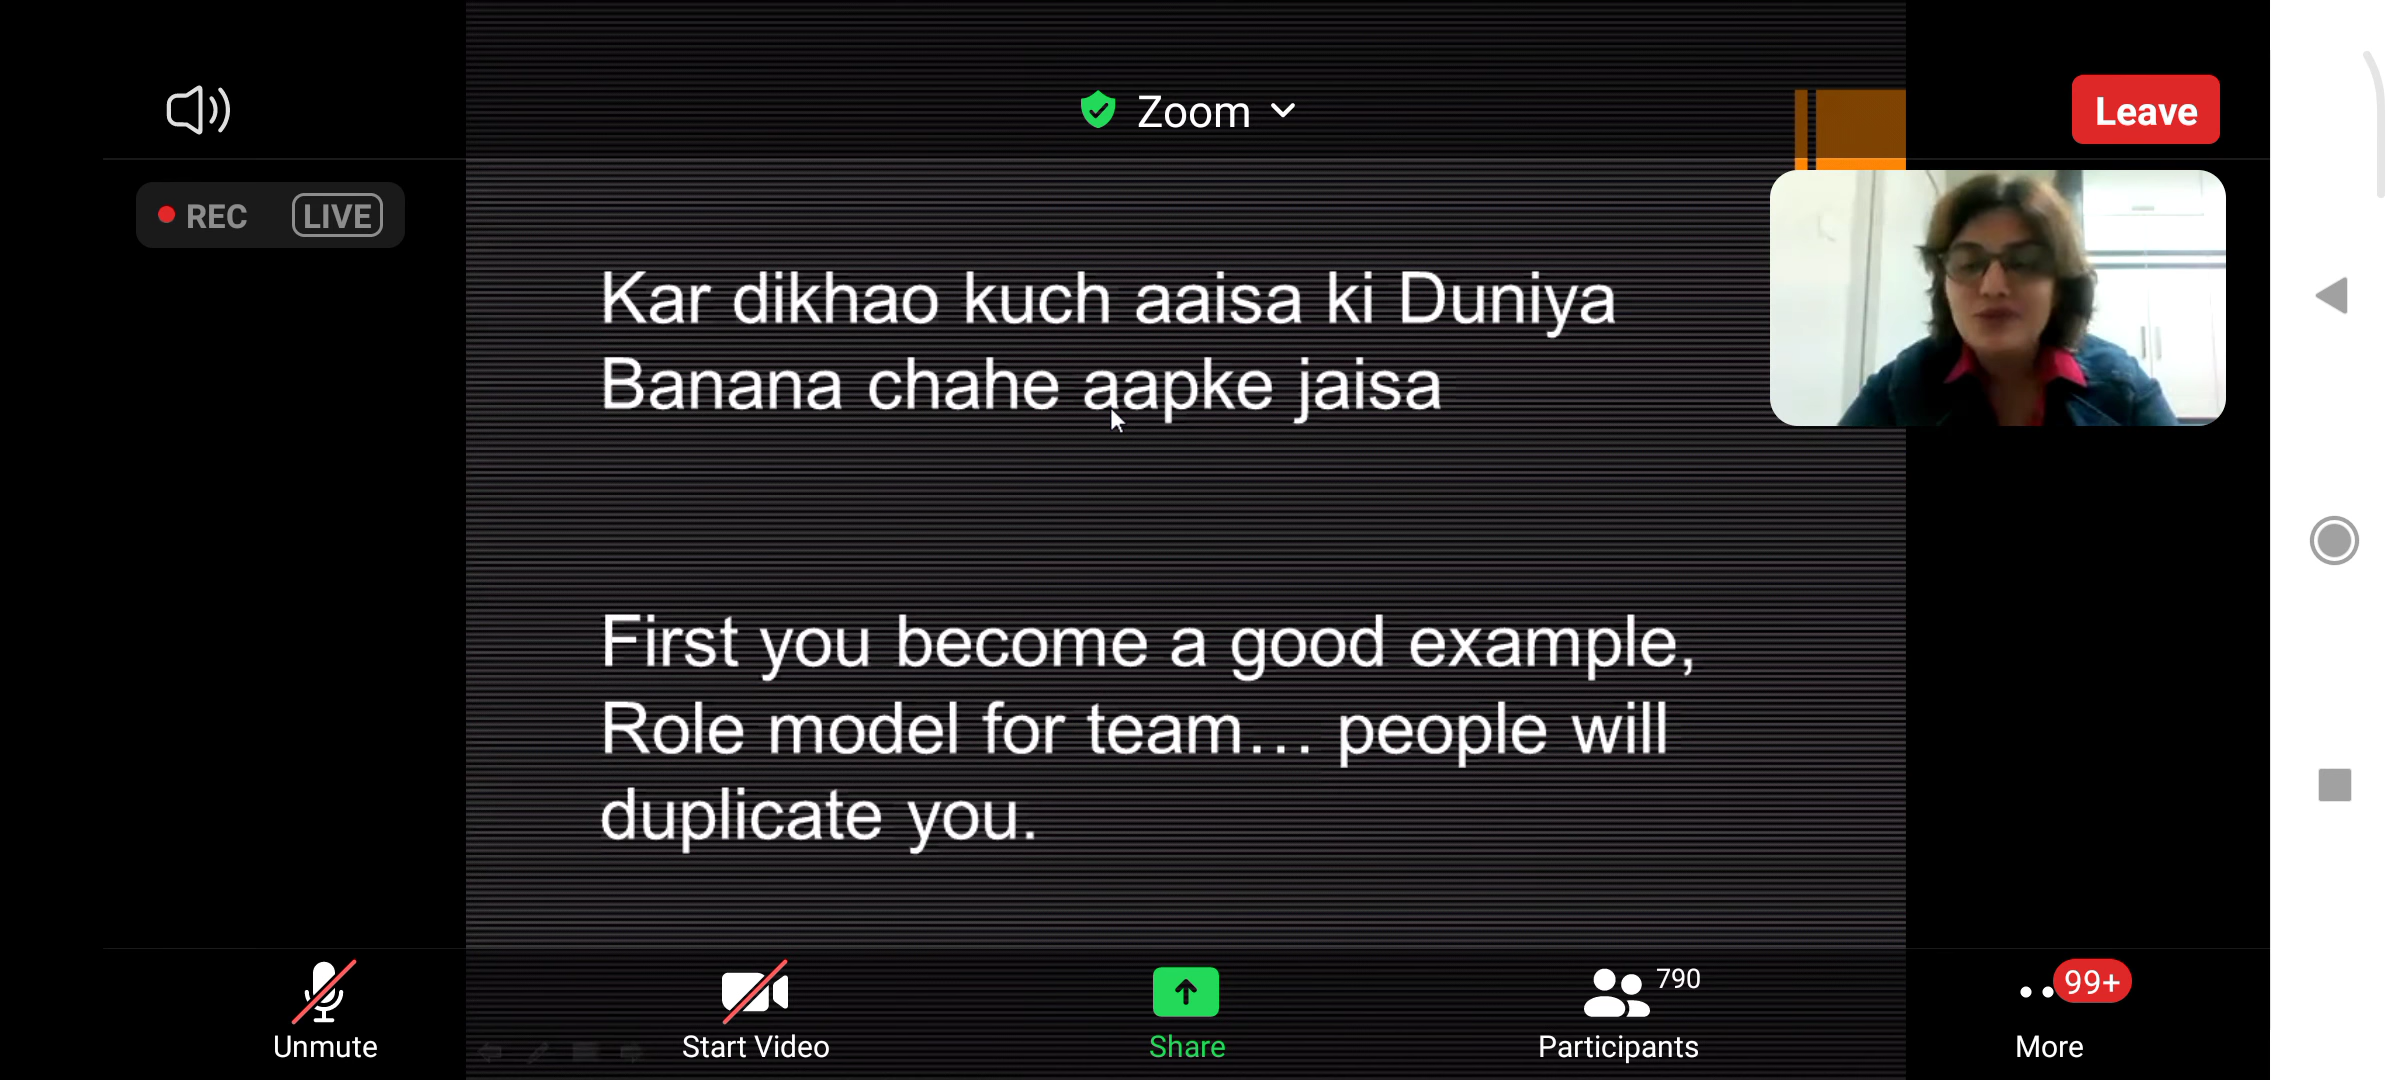 Zoom
Leave
REC LIVE
Kar dikhao kuch aaisa ki Duniya
Banana chahe aapke jaisa
First you become a good example,
Role model for team... people will
duplicate you.
Unmute
Start Video
Share
790
Participants
99+
More